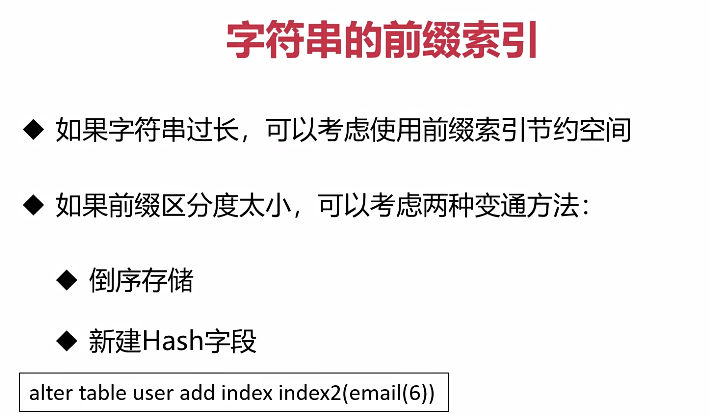 字符串的前缀索引
◆ 如果字符串过长，可以考虑使用前缀索引节约空间
◆ 如果前缀区分度太小，可以考虑两种变通方法：
◆ 倒序存储
◆ 新建Hash字段
alter table user add index index2(email(6))